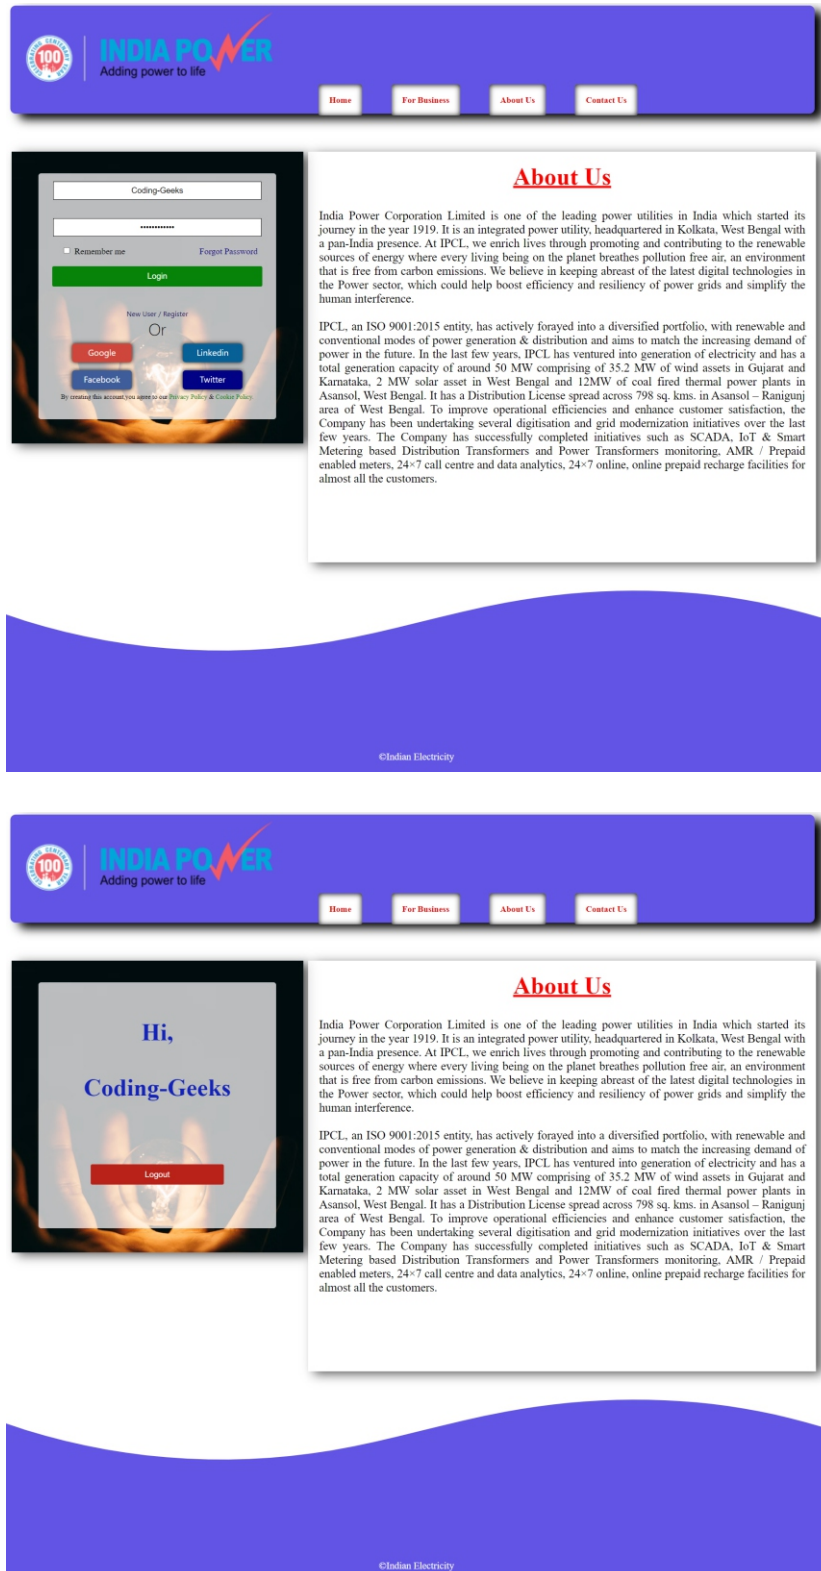 CELEBRATING CENTENARY YEAR
100
INDIA POWER
Adding power to life
Home For Business About Us Contact Us
Coding-Geeks
••••••••••••
Remember me Forgot Password
Login
New User / Register
Or
Google Linkedin
Facebook Twitter
By creating this account you agree to our Privacy Policy & Cookie Policy.
About Us
India Power Corporation Limited is one of the leading power utilities in India which started its
journey in the year 1919. It is an integrated power utility, headquartered in Kolkata, West Bengal with
a pan-India presence. At IPCL, we enrich lives through promoting and contributing to the renewable
sources of energy where every living being on the planet breathes pollution free air, an environment
that is free from carbon emissions. We believe in keeping abreast of the latest digital technologies in
the Power sector, which could help boost efficiency and resiliency of power grids and simplify the
human interference.
IPCL, an ISO 9001:2015 entity, has actively forayed into a diversified portfolio, with renewable and
conventional modes of power generation & distribution and aims to match the increasing demand of
power in the future. In the last few years, IPCL has ventured into generation of electricity and has a
total generation capacity of around 50 MW comprising of 35.2 MW of wind assets in Gujarat and
Karnataka, 2 MW solar asset in West Bengal and 12MW of coal fired thermal power plants in
Asansol, West Bengal. It has a Distribution License spread across 798 sq. kms. in Asansol – Ranigunj
area of West Bengal. To improve operational efficiencies and enhance customer satisfaction, the
Company has been undertaking several digitisation and grid modernization initiatives over the last
few years. The Company has successfully completed initiatives such as SCADA, IoT & Smart
Metering based Distribution Transformers and Power Transformers monitoring, AMR / Prepaid
enabled meters, 24×7 call centre and data analytics, 24×7 online, online prepaid recharge facilities for
almost all the customers.
©Indian Electricity
CELEBRATING CENTENARY YEAR
100
INDIA POWER
Adding power to life
Home For Business About Us Contact Us
Hi,
Coding-Geeks
Logout
About Us
India Power Corporation Limited is one of the leading power utilities in India which started its
journey in the year 1919. It is an integrated power utility, headquartered in Kolkata, West Bengal with
a pan-India presence. At IPCL, we enrich lives through promoting and contributing to the renewable
sources of energy where every living being on the planet breathes pollution free air, an environment
that is free from carbon emissions. We believe in keeping abreast of the latest digital technologies in
the Power sector, which could help boost efficiency and resiliency of power grids and simplify the
human interference.
IPCL, an ISO 9001:2015 entity, has actively forayed into a diversified portfolio, with renewable and
conventional modes of power generation & distribution and aims to match the increasing demand of
power in the future. In the last few years, IPCL has ventured into generation of electricity and has a
total generation capacity of around 50 MW comprising of 35.2 MW of wind assets in Gujarat and
Karnataka, 2 MW solar asset in West Bengal and 12MW of coal fired thermal power plants in
Asansol, West Bengal. It has a Distribution License spread across 798 sq. kms. in Asansol – Ranigunj
area of West Bengal. To improve operational efficiencies and enhance customer satisfaction, the
Company has been undertaking several digitisation and grid modernization initiatives over the last
few years. The Company has successfully completed initiatives such as SCADA, IoT & Smart
Metering based Distribution Transformers and Power Transformers monitoring, AMR / Prepaid
enabled meters, 24×7 call centre and data analytics, 24×7 online, online prepaid recharge facilities for
almost all the customers.
©Indian Electricity